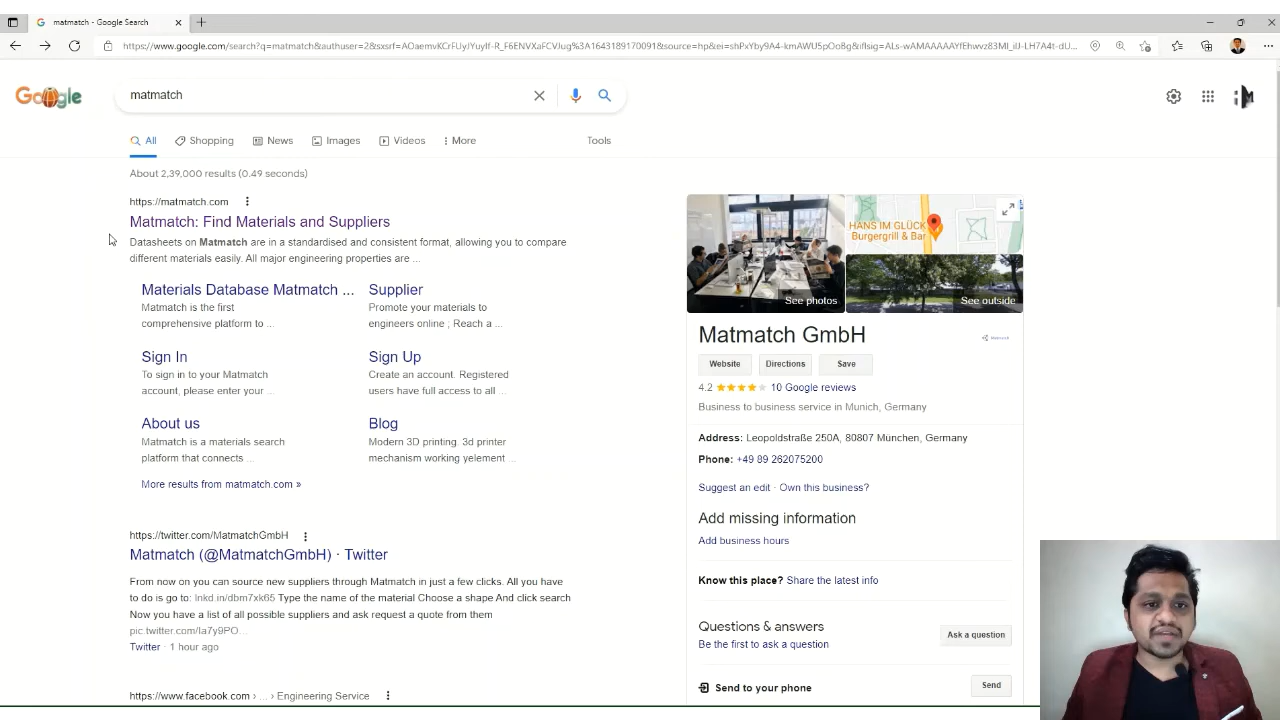 matmatch - Google Search
Google
matmatch
All
Shopping
News
Images
Videos
More
Tools
About 2,39,000 results (0.49 seconds)
https://matmatch.com
Matmatch: Find Materials and Suppliers
Datasheets on Matmatch are in a standardised and consistent format, allowing you to compare
different materials easily. All major engineering properties are ...
Materials Database Matmatch ...
Matmatch is the first
comprehensive platform to ...
Supplier
Promote your materials to
engineers online ; Reach a ...
Sign In
To sign in to your Matmatch
account, please enter your ...
Sign Up
Create an account. Registered
users have full access to all ...
About us
Matmatch is a materials search
platform that connects ...
Blog
Modern 3D printing. 3d printer
mechanism working yelement ...
More results from matmatch.com »
https://twitter.com/MatmatchGmbH
Matmatch (@MatmatchGmbH) · Twitter
From now on you can source new suppliers through Matmatch in just a few clicks. All you have
to do is go to: lnkd.in/dbm7xk65 Type the name of the material Choose a shape And click search
Now you have a list of all possible suppliers and ask request a quote from them
pic.twitter.com/Ia7y9PO...
Twitter · 1 hour ago
https://www.facebook.com › ... › Engineering Service
HANS IM GLÜCK
Burgergrill & Bar
See photos
See outside
Matmatch GmbH
Website
Directions
Save
4.2
10 Google reviews
Business to business service in Munich, Germany
Address: Leopoldstraße 250A, 80807 München, Germany
Phone: +49 89 262075200
Suggest an edit · Own this business?
Add missing information
Add business hours
Know this place? Share the latest info
Questions & answers
Be the first to ask a question
Ask a question
Send to your phone
Send